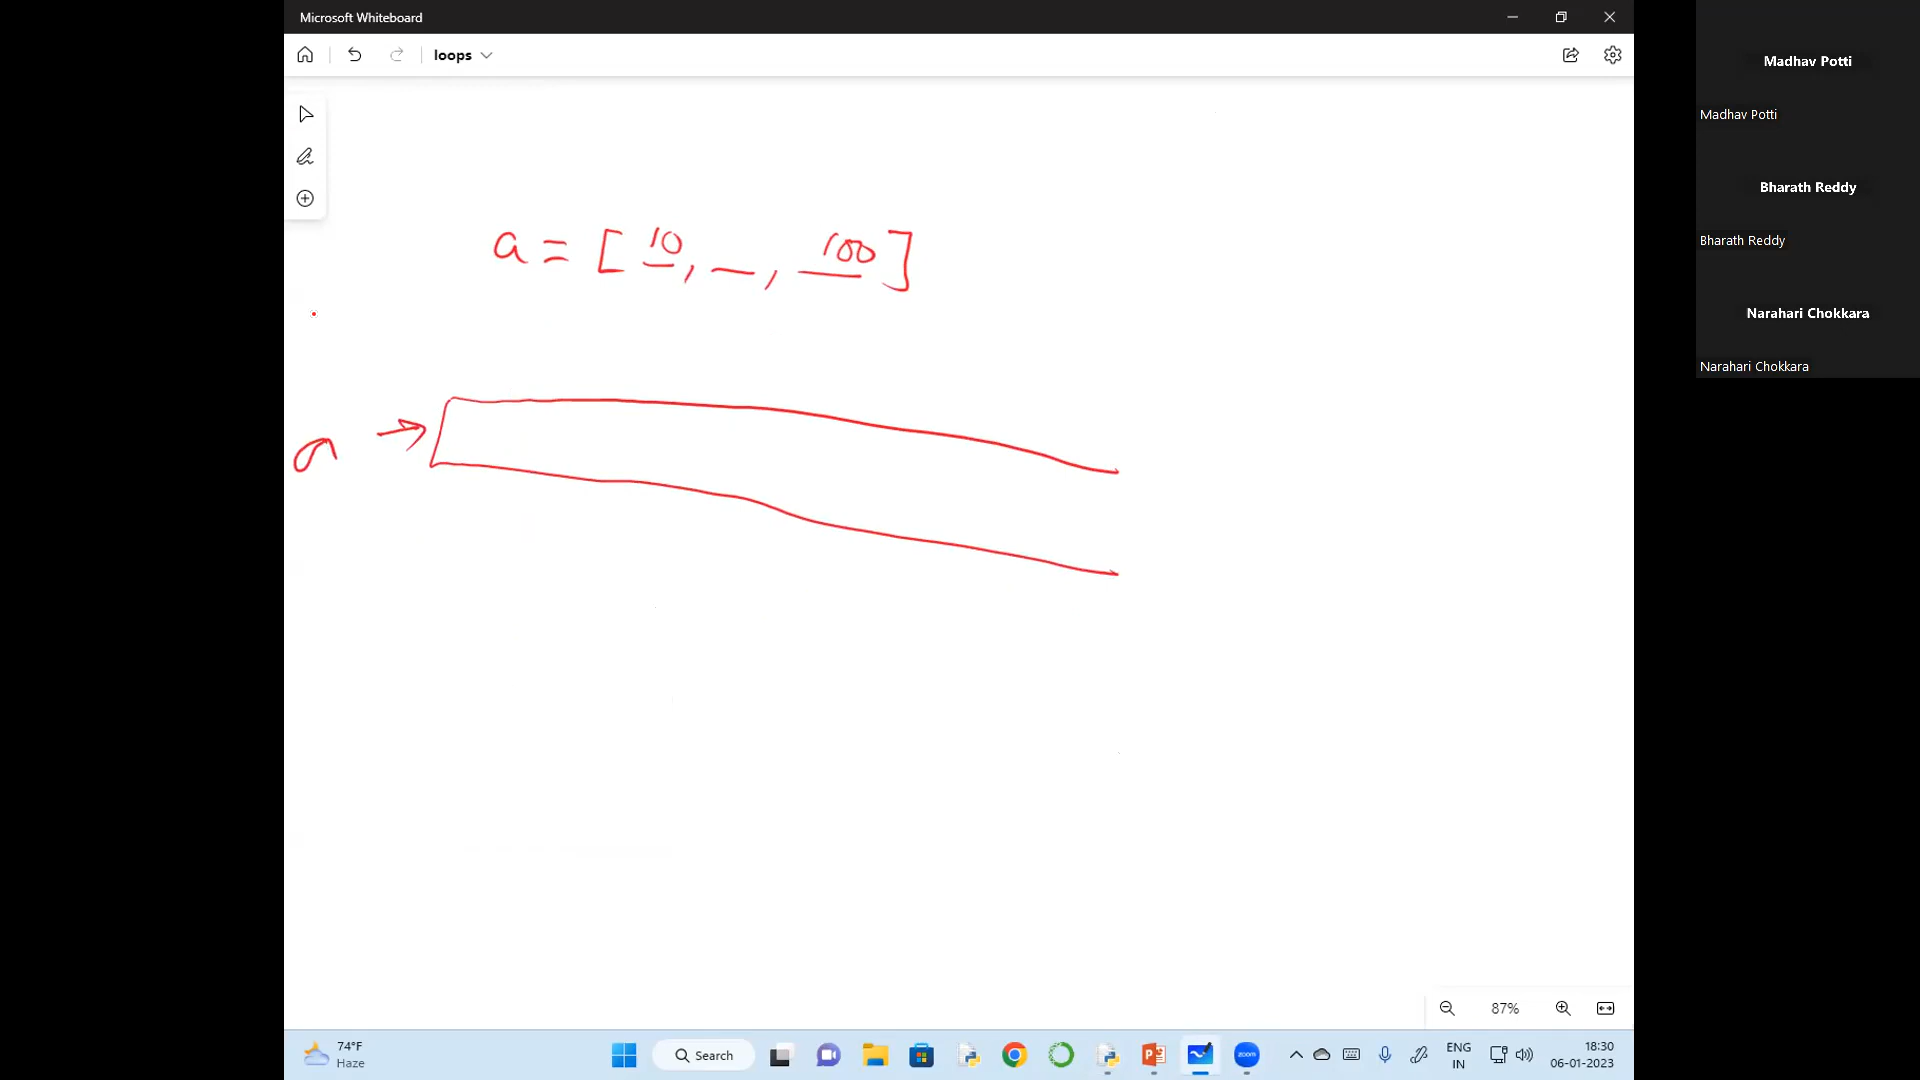 Microsoft Whiteboard
loops
a = [ 10, _, 100 ]
a
87%
74°F
Haze
Search
zoom
ENG
IN
18:30
06-01-2023
Madhav Potti
Madhav Potti
Bharath Reddy
Bharath Reddy
Narahari Chokkara
Narahari Chokkara